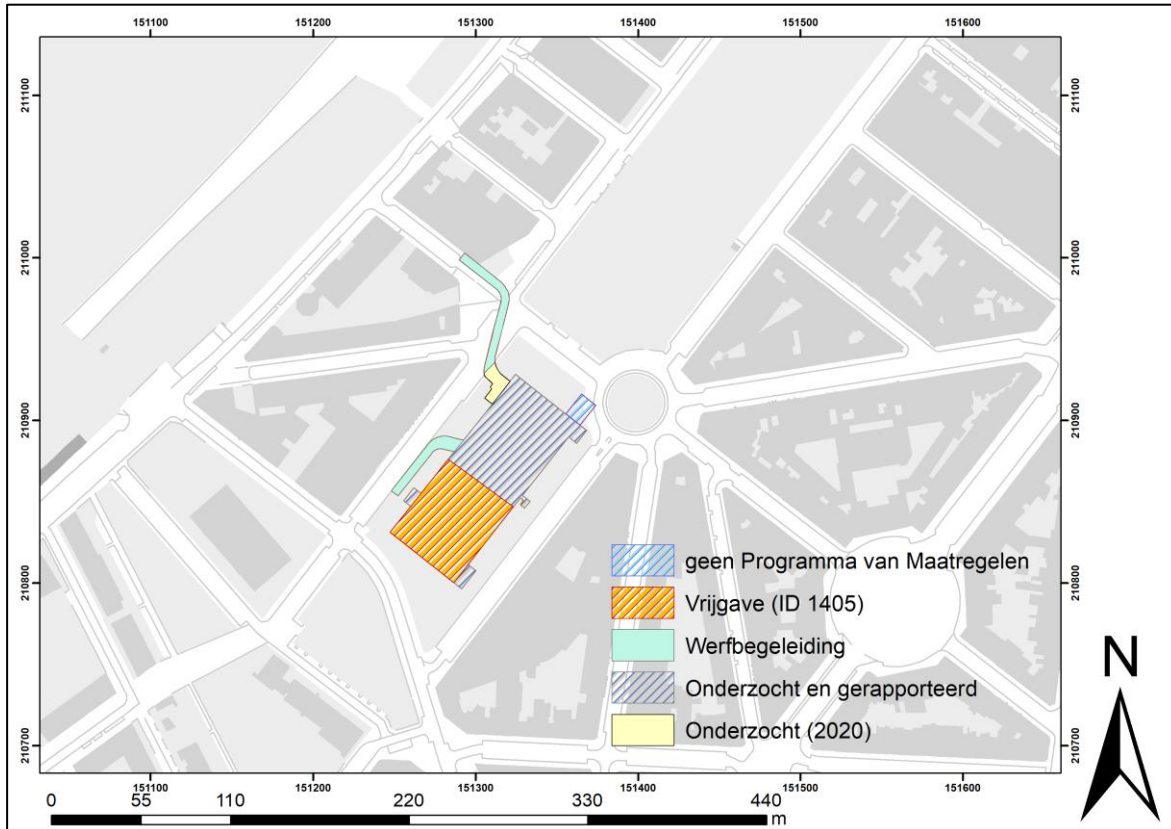 151100 151200 151300 151400 151500 151600
211100 211100
211000 211000
210900 210900
210800 210800
210700 210700
geen Programma van Maatregelen
Vrijgave (ID 1405)
Werfbegeleiding
Onderzocht en gerapporteerd
Onderzocht (2020)
N
151100 151200 151300 151400 151500 151600
0 55 110 220 330 440
m